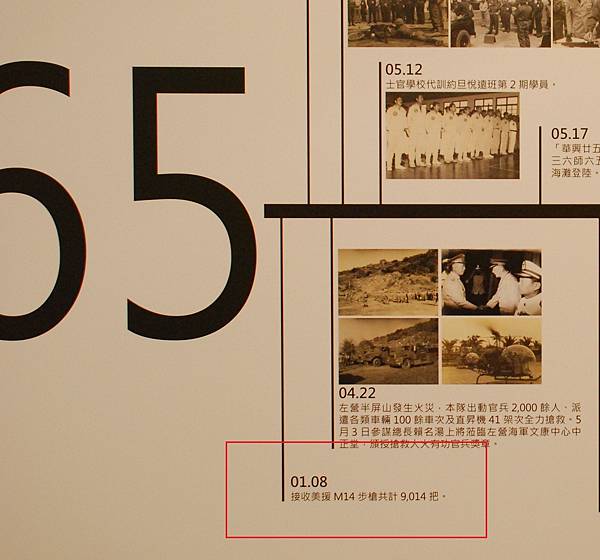 65
05.12
士官學校代訓約旦悅遠班第 2 期學員。
05.17
「華興廿五
三六師六五
海灘登陸。
04.22
左營半屏山發生火災，本隊出動官兵 2,000 餘人、派
遣各類車輛 100 餘車次及直昇機 41 架次全力搶救。5
月 3 日參謀總長賴名湯上將蒞臨左營海軍文康中心中
正堂，頒授搶救人火有功官兵獎章。
01.08
接收美援 M14 步槍共計 9,014 把。